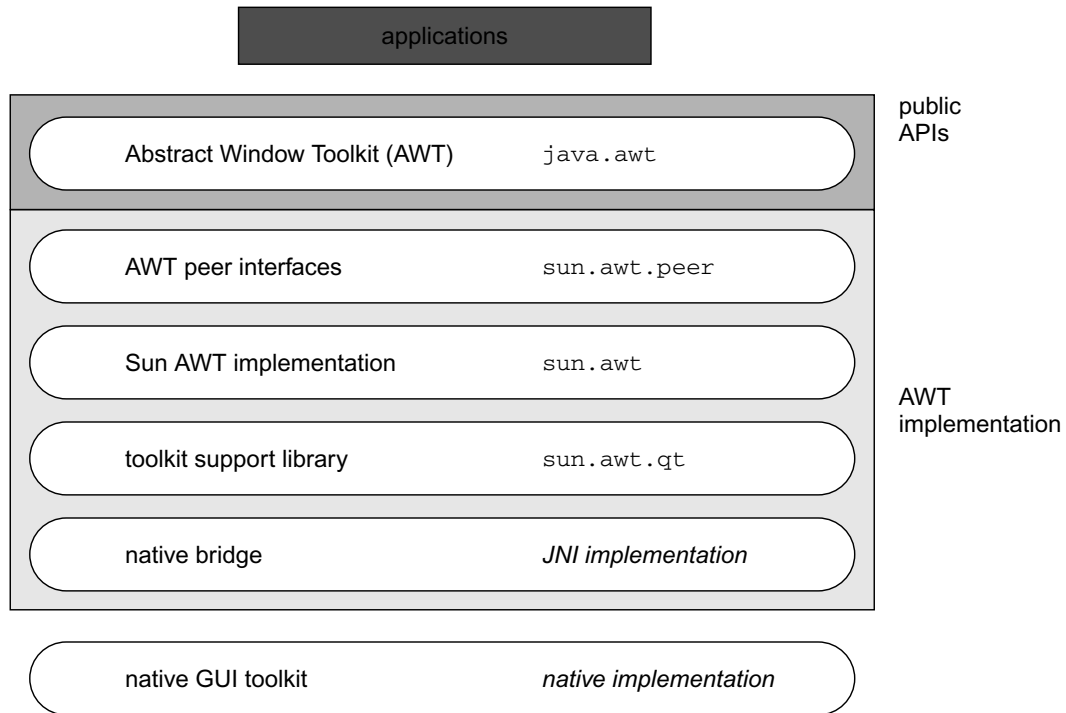 applications
public
APIs
Abstract Window Toolkit (AWT) java.awt
AWT peer interfaces sun.awt.peer
Sun AWT implementation sun.awt
AWT
implementation
toolkit support library sun.awt.qt
native bridge JNI implementation
native GUI toolkit native implementation